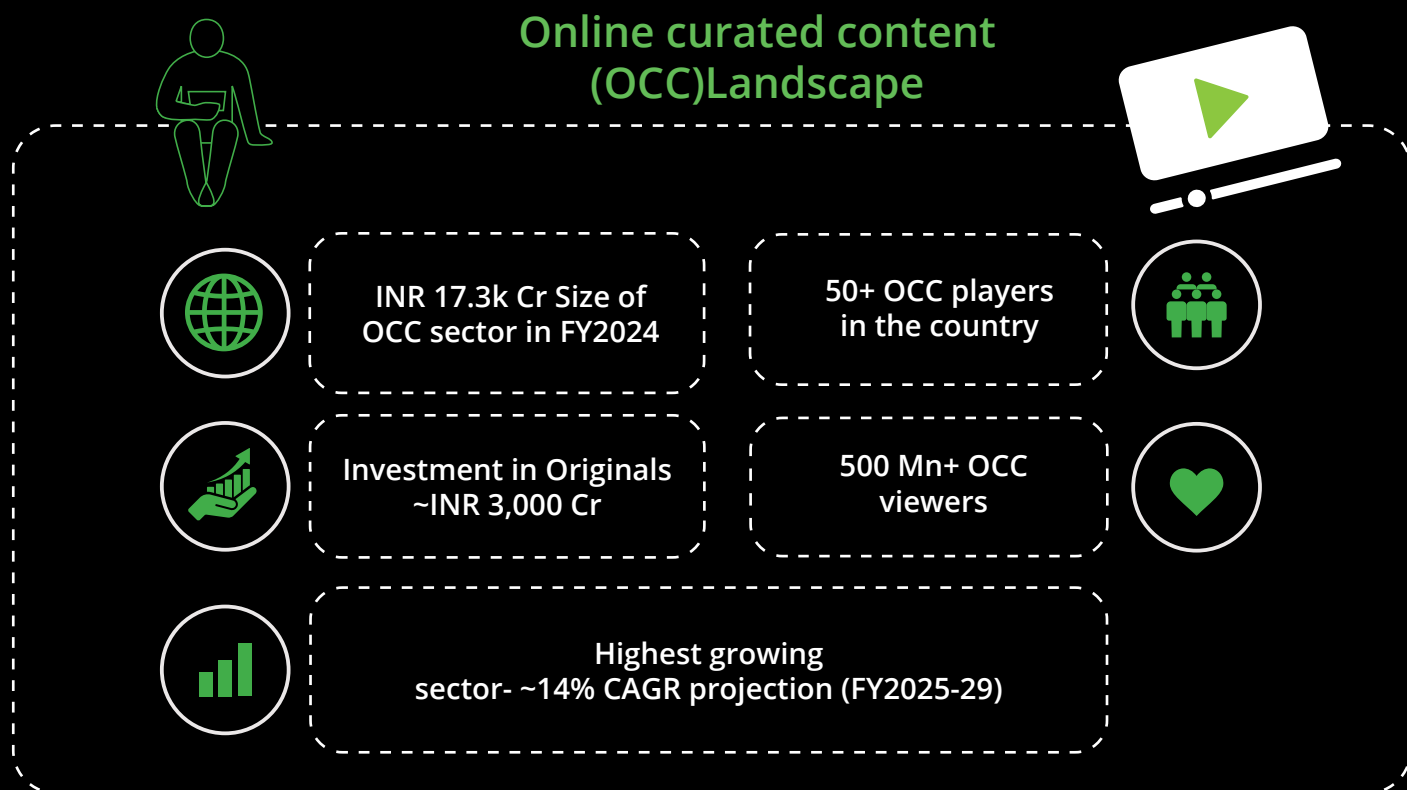 Online curated content
(OCC)Landscape
INR 17.3k Cr Size of
OCC sector in FY2024
50+ OCC players
in the country
Investment in Originals
~INR 3,000 Cr
500 Mn+ OCC
viewers
Highest growing
sector- ~14% CAGR projection (FY2025-29)